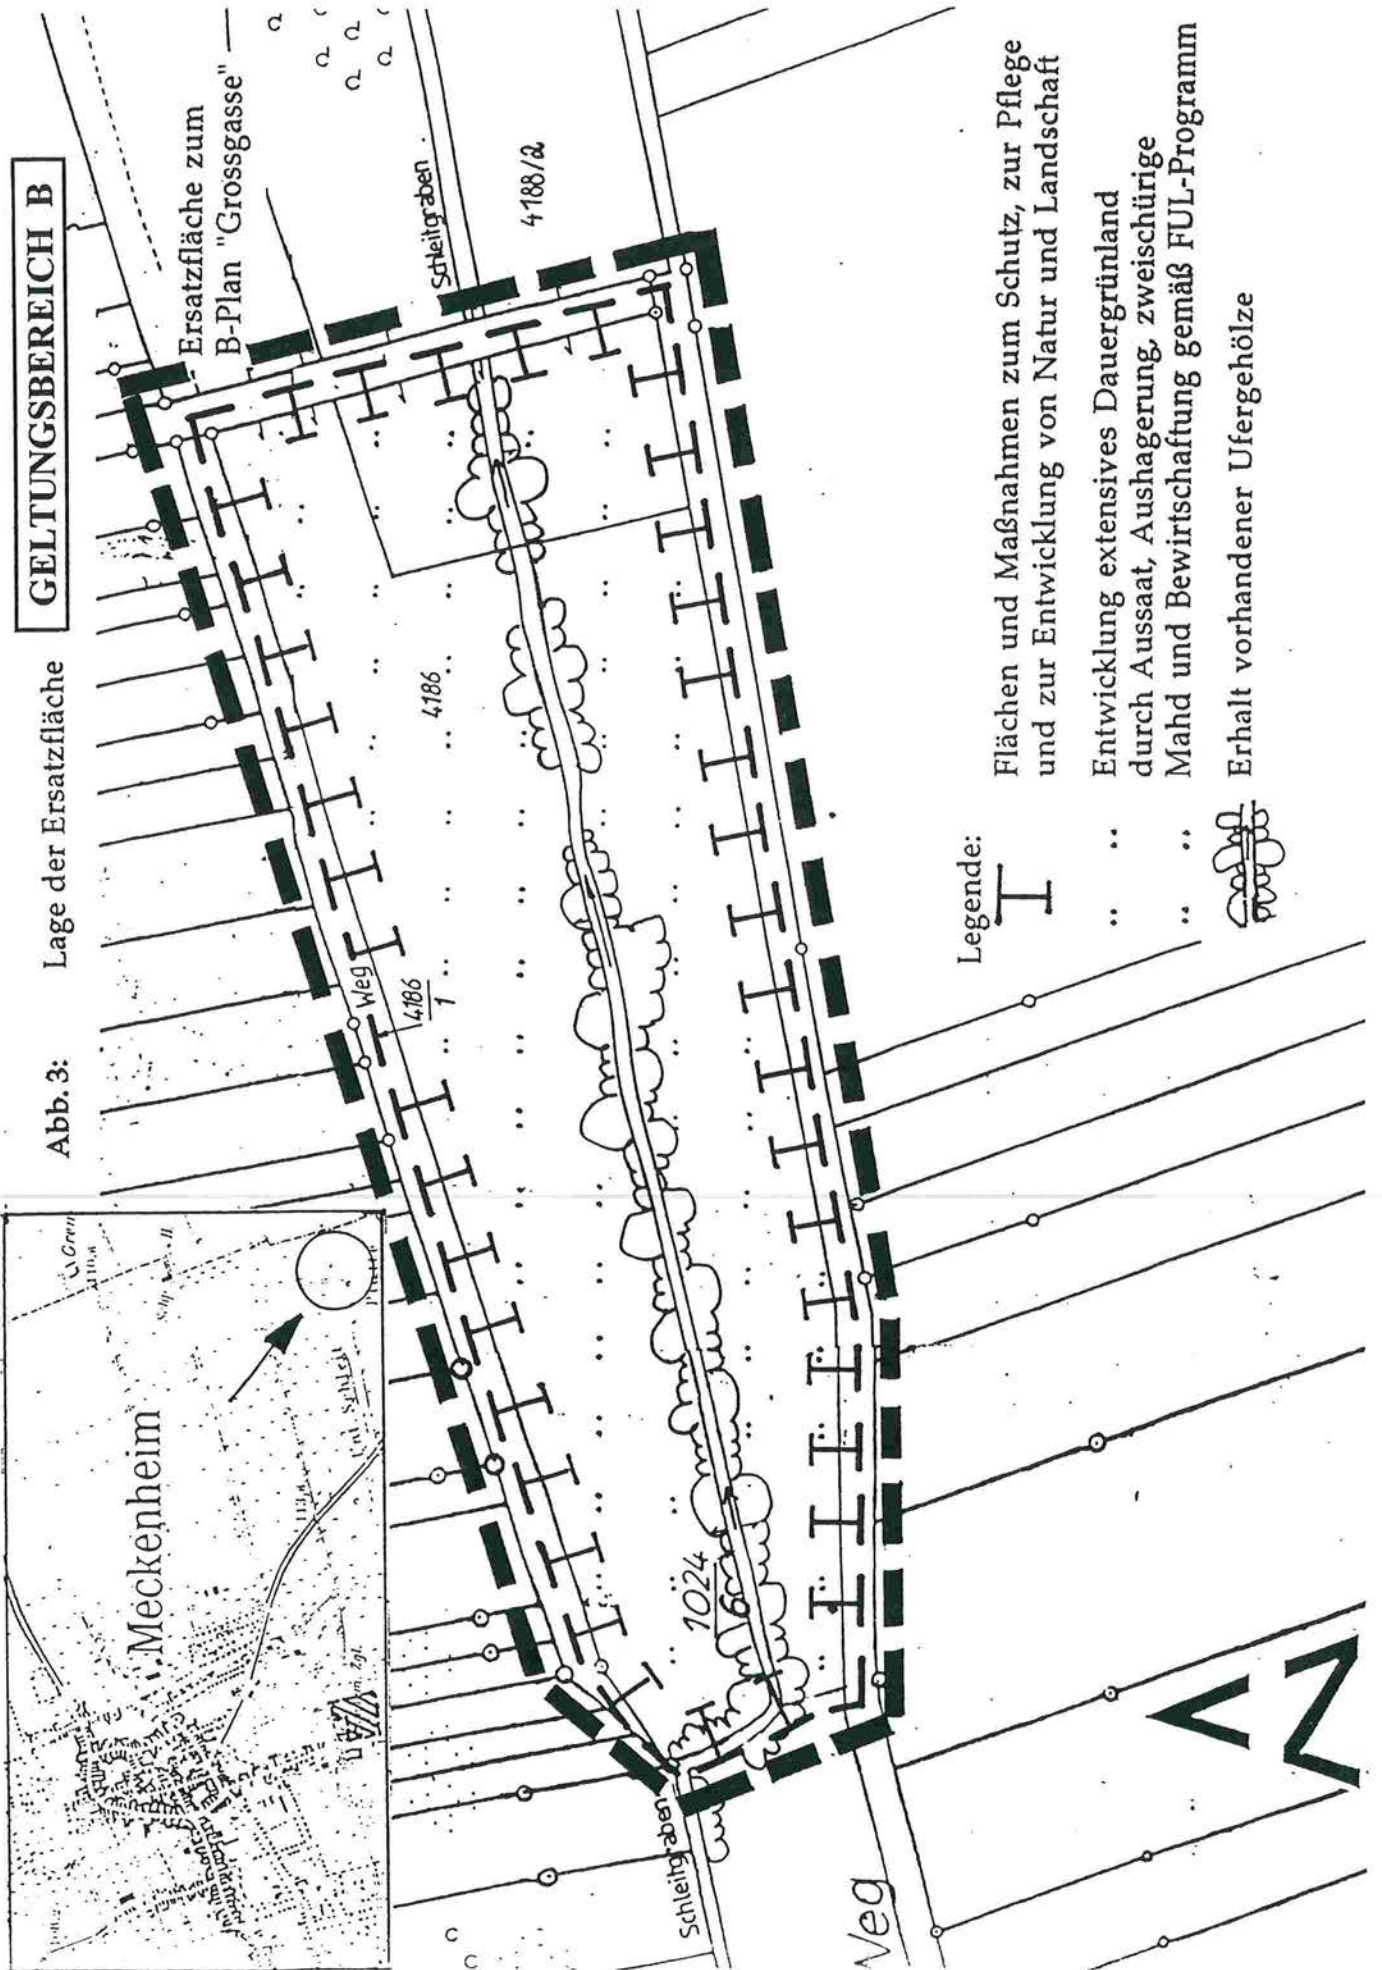 Abb. 3:
Lage der Ersatzfläche
GELTUNGSBEREICH B
Meckenheim
Ersatzfläche zum
B-Plan "Grossgasse"
Schleitgraben
4188/2
4186
Weg
4186
1
1024
6
Schleitgraben
Weg
N
Legende:
Flächen und Maßnahmen zum Schutz, zur Pflege
und zur Entwicklung von Natur und Landschaft
Entwicklung extensives Dauergrünland
durch Aussaat, Aushagerung, zweischürige
Mahd und Bewirtschaftung gemäß FUL-Programm
Erhalt vorhandener Ufergehölze